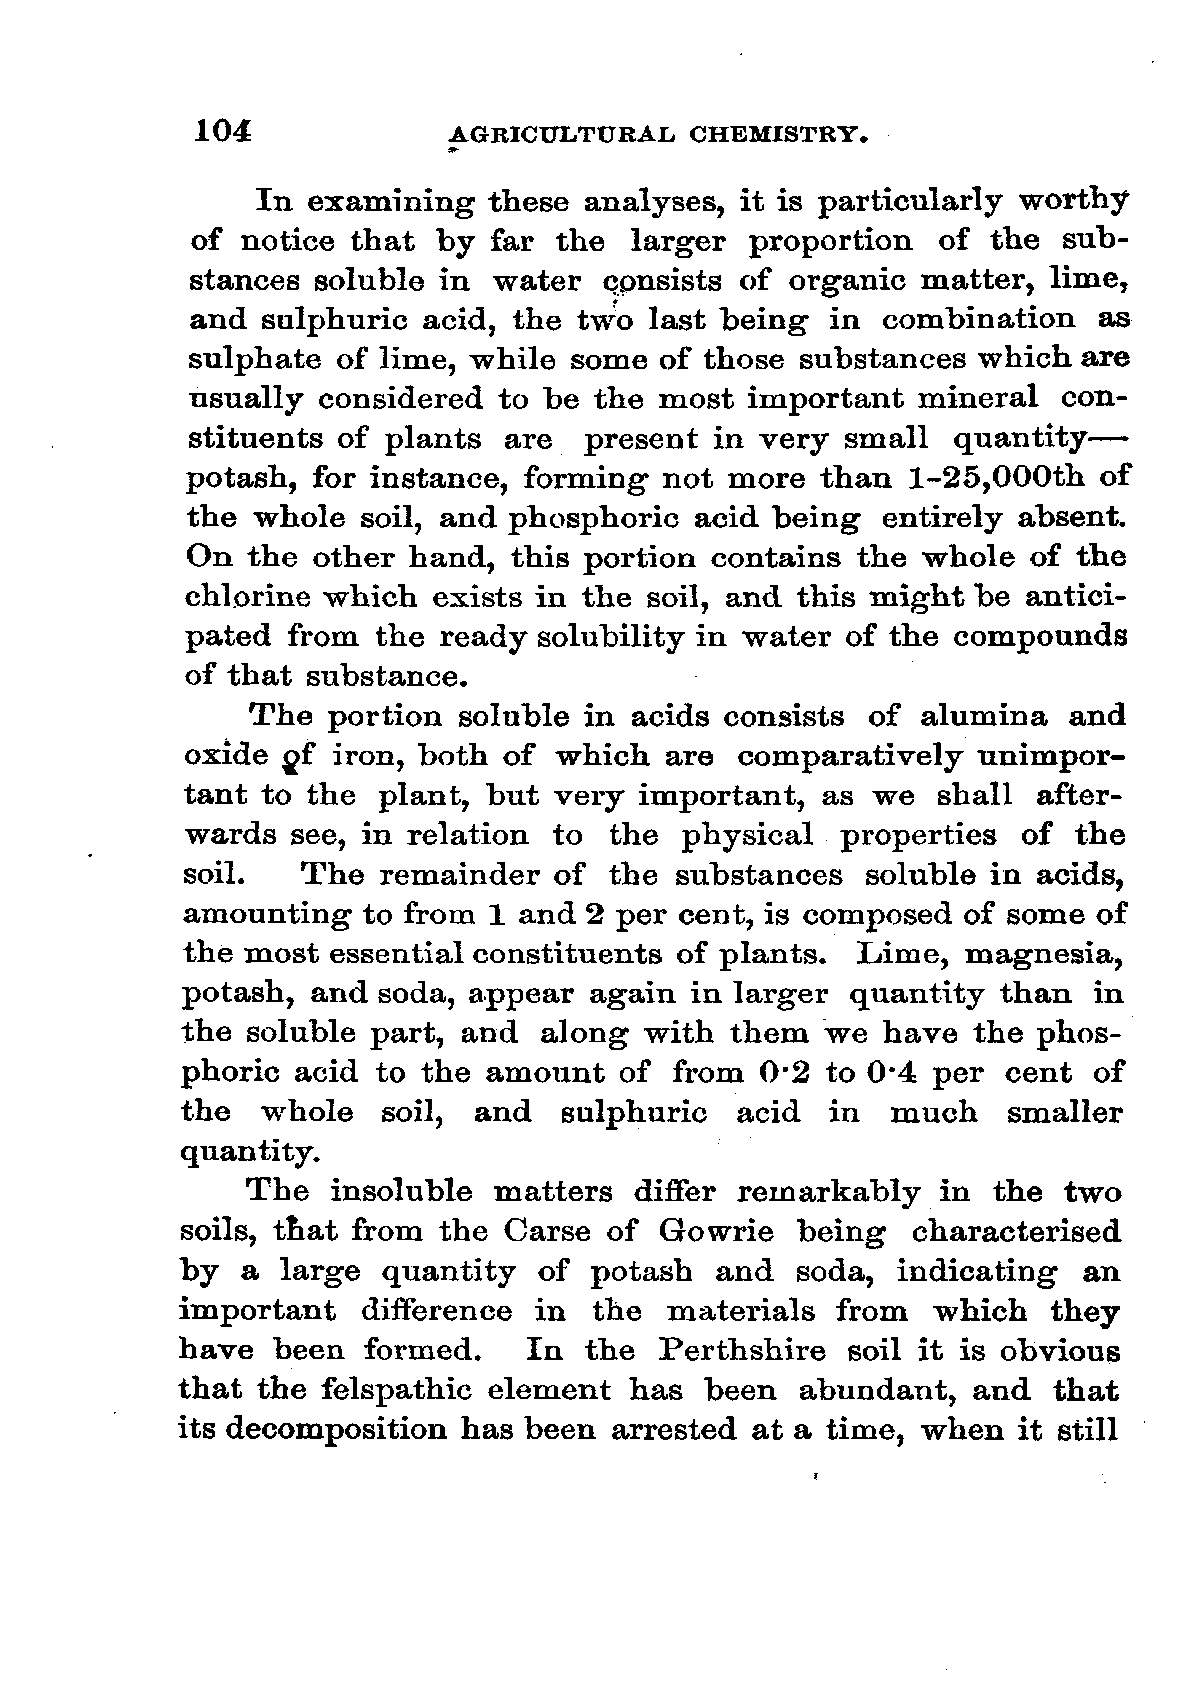 104 AGRICULTURAL CHEMISTRY.
In examining these analyses, it is particularly worthy
of notice that by far the larger proportion of the sub-
stances soluble in water consists of organic matter, lime,
and sulphuric acid, the two last being in combination as
sulphate of lime, while some of those substances which are
usually considered to be the most important mineral con-
stituents of plants are present in very small quantity—
potash, for instance, forming not more than 1-25,000th of
the whole soil, and phosphoric acid being entirely absent.
On the other hand, this portion contains the whole of the
chlorine which exists in the soil, and this might be antici-
pated from the ready solubility in water of the compounds
of that substance.
The portion soluble in acids consists of alumina and
oxide of iron, both of which are comparatively unimpor-
tant to the plant, but very important, as we shall after-
wards see, in relation to the physical properties of the
soil. The remainder of the substances soluble in acids,
amounting to from 1 and 2 per cent, is composed of some of
the most essential constituents of plants. Lime, magnesia,
potash, and soda, appear again in larger quantity than in
the soluble part, and along with them we have the phos-
phoric acid to the amount of from 0·2 to 0·4 per cent of
the whole soil, and sulphuric acid in much smaller
quantity.
The insoluble matters differ remarkably in the two
soils, that from the Carse of Gowrie being characterised
by a large quantity of potash and soda, indicating an
important difference in the materials from which they
have been formed. In the Perthshire soil it is obvious
that the felspathic element has been abundant, and that
its decomposition has been arrested at a time, when it still